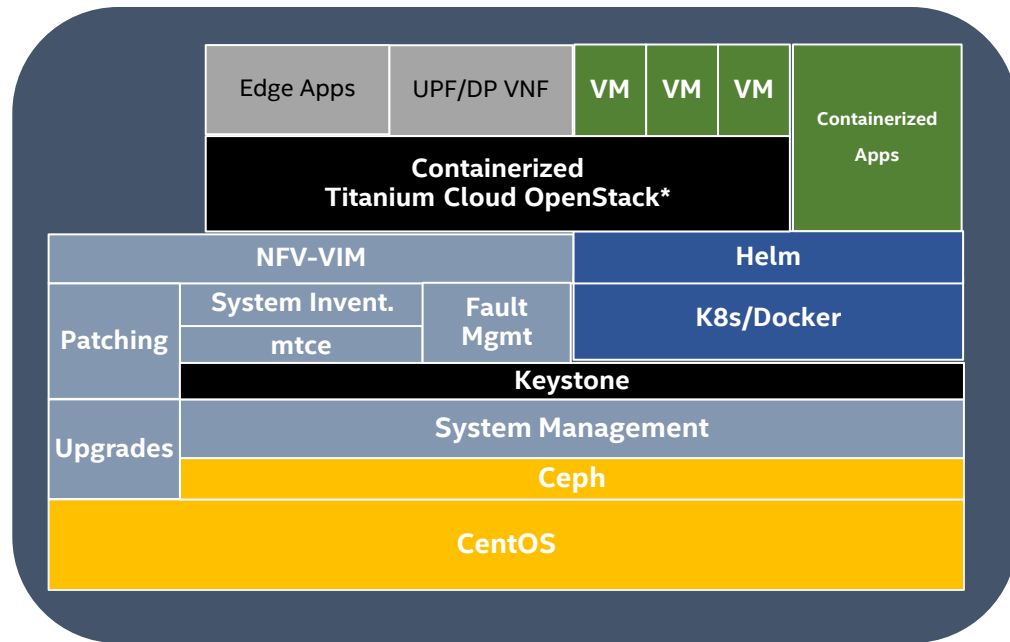 Edge Apps
UPF/DP VNF
VM
VM
VM
Containerized
Apps
Containerized
Titanium Cloud OpenStack*
NFV-VIM
Helm
Patching
System Invent.
mtce
Fault
Mgmt
K8s/Docker
Keystone
Upgrades
System Management
Ceph
CentOS